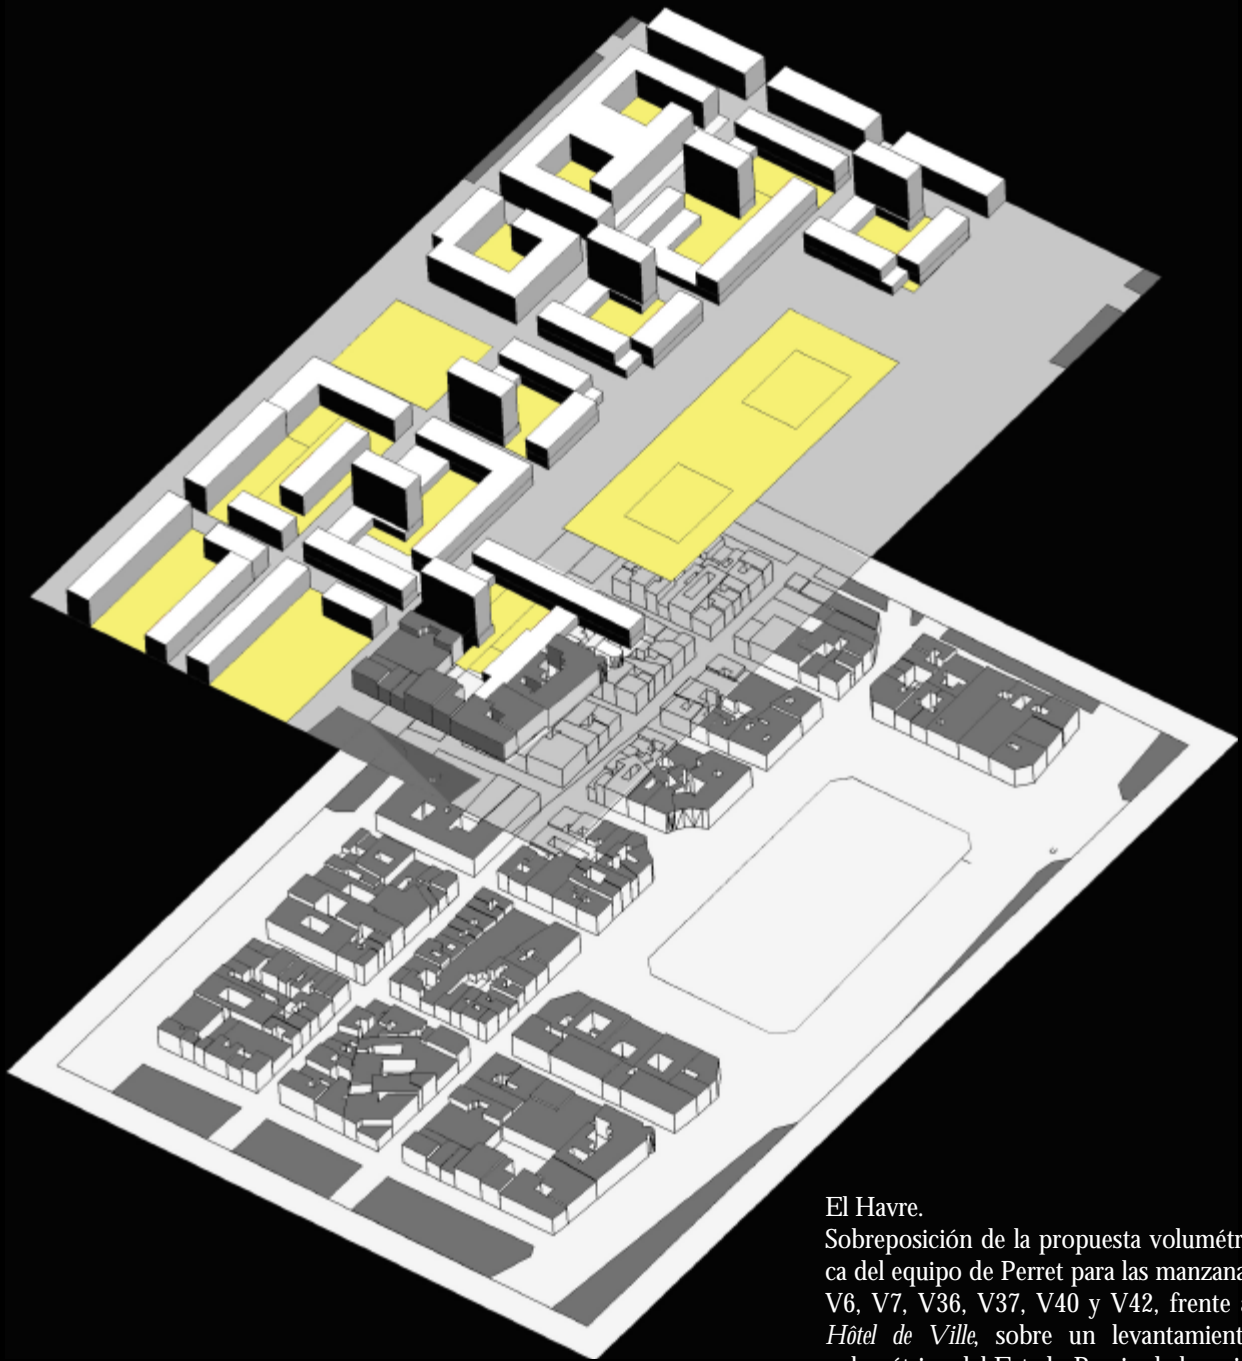 El Havre.
Sobreposición de la propuesta volumétr
ca del equipo de Perret para las manzana
V6, V7, V36, V37, V40 y V42, frente a
Hôtel de Ville, sobre un levantamient